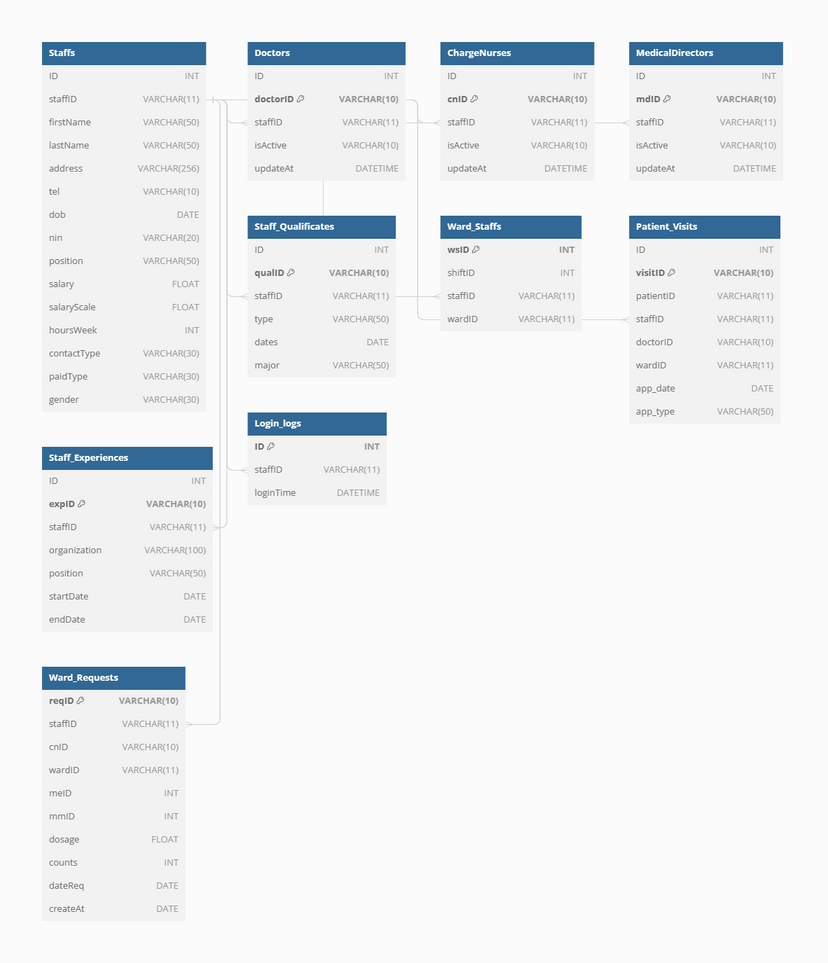 Staffs
ID INT
staffID VARCHAR(11)
firstName VARCHAR(50)
lastName VARCHAR(50)
address VARCHAR(256)
tel VARCHAR(10)
dob DATE
nin VARCHAR(20)
position VARCHAR(50)
salary FLOAT
salaryScale FLOAT
hoursWeek INT
contactType VARCHAR(30)
paidType VARCHAR(30)
gender VARCHAR(30)
Doctors
ID INT
doctorID VARCHAR(10)
staffID VARCHAR(11)
isActive VARCHAR(10)
updateAt DATETIME
ChargeNurses
ID INT
cnID VARCHAR(10)
staffID VARCHAR(11)
isActive VARCHAR(10)
updateAt DATETIME
MedicalDirectors
ID INT
mdID VARCHAR(10)
staffID VARCHAR(11)
isActive VARCHAR(10)
updateAt DATETIME
Staff_Qualificates
ID INT
qualID VARCHAR(10)
staffID VARCHAR(11)
type VARCHAR(50)
dates DATE
major VARCHAR(50)
Ward_Staffs
wsID INT
shiftID INT
staffID VARCHAR(11)
wardID VARCHAR(11)
Patient_Visits
ID INT
visitID VARCHAR(10)
patientID VARCHAR(11)
staffID VARCHAR(11)
doctorID VARCHAR(10)
wardID VARCHAR(11)
app_date DATE
app_type VARCHAR(50)
Login_logs
ID INT
staffID VARCHAR(11)
loginTime DATETIME
Staff_Experiences
ID INT
expID VARCHAR(10)
staffID VARCHAR(11)
organization VARCHAR(100)
position VARCHAR(50)
startDate DATE
endDate DATE
Ward_Requests
reqID VARCHAR(10)
staffID VARCHAR(11)
cnID VARCHAR(10)
wardID VARCHAR(11)
meID INT
mmID INT
dosage FLOAT
counts INT
dateReq DATE
createAt DATE